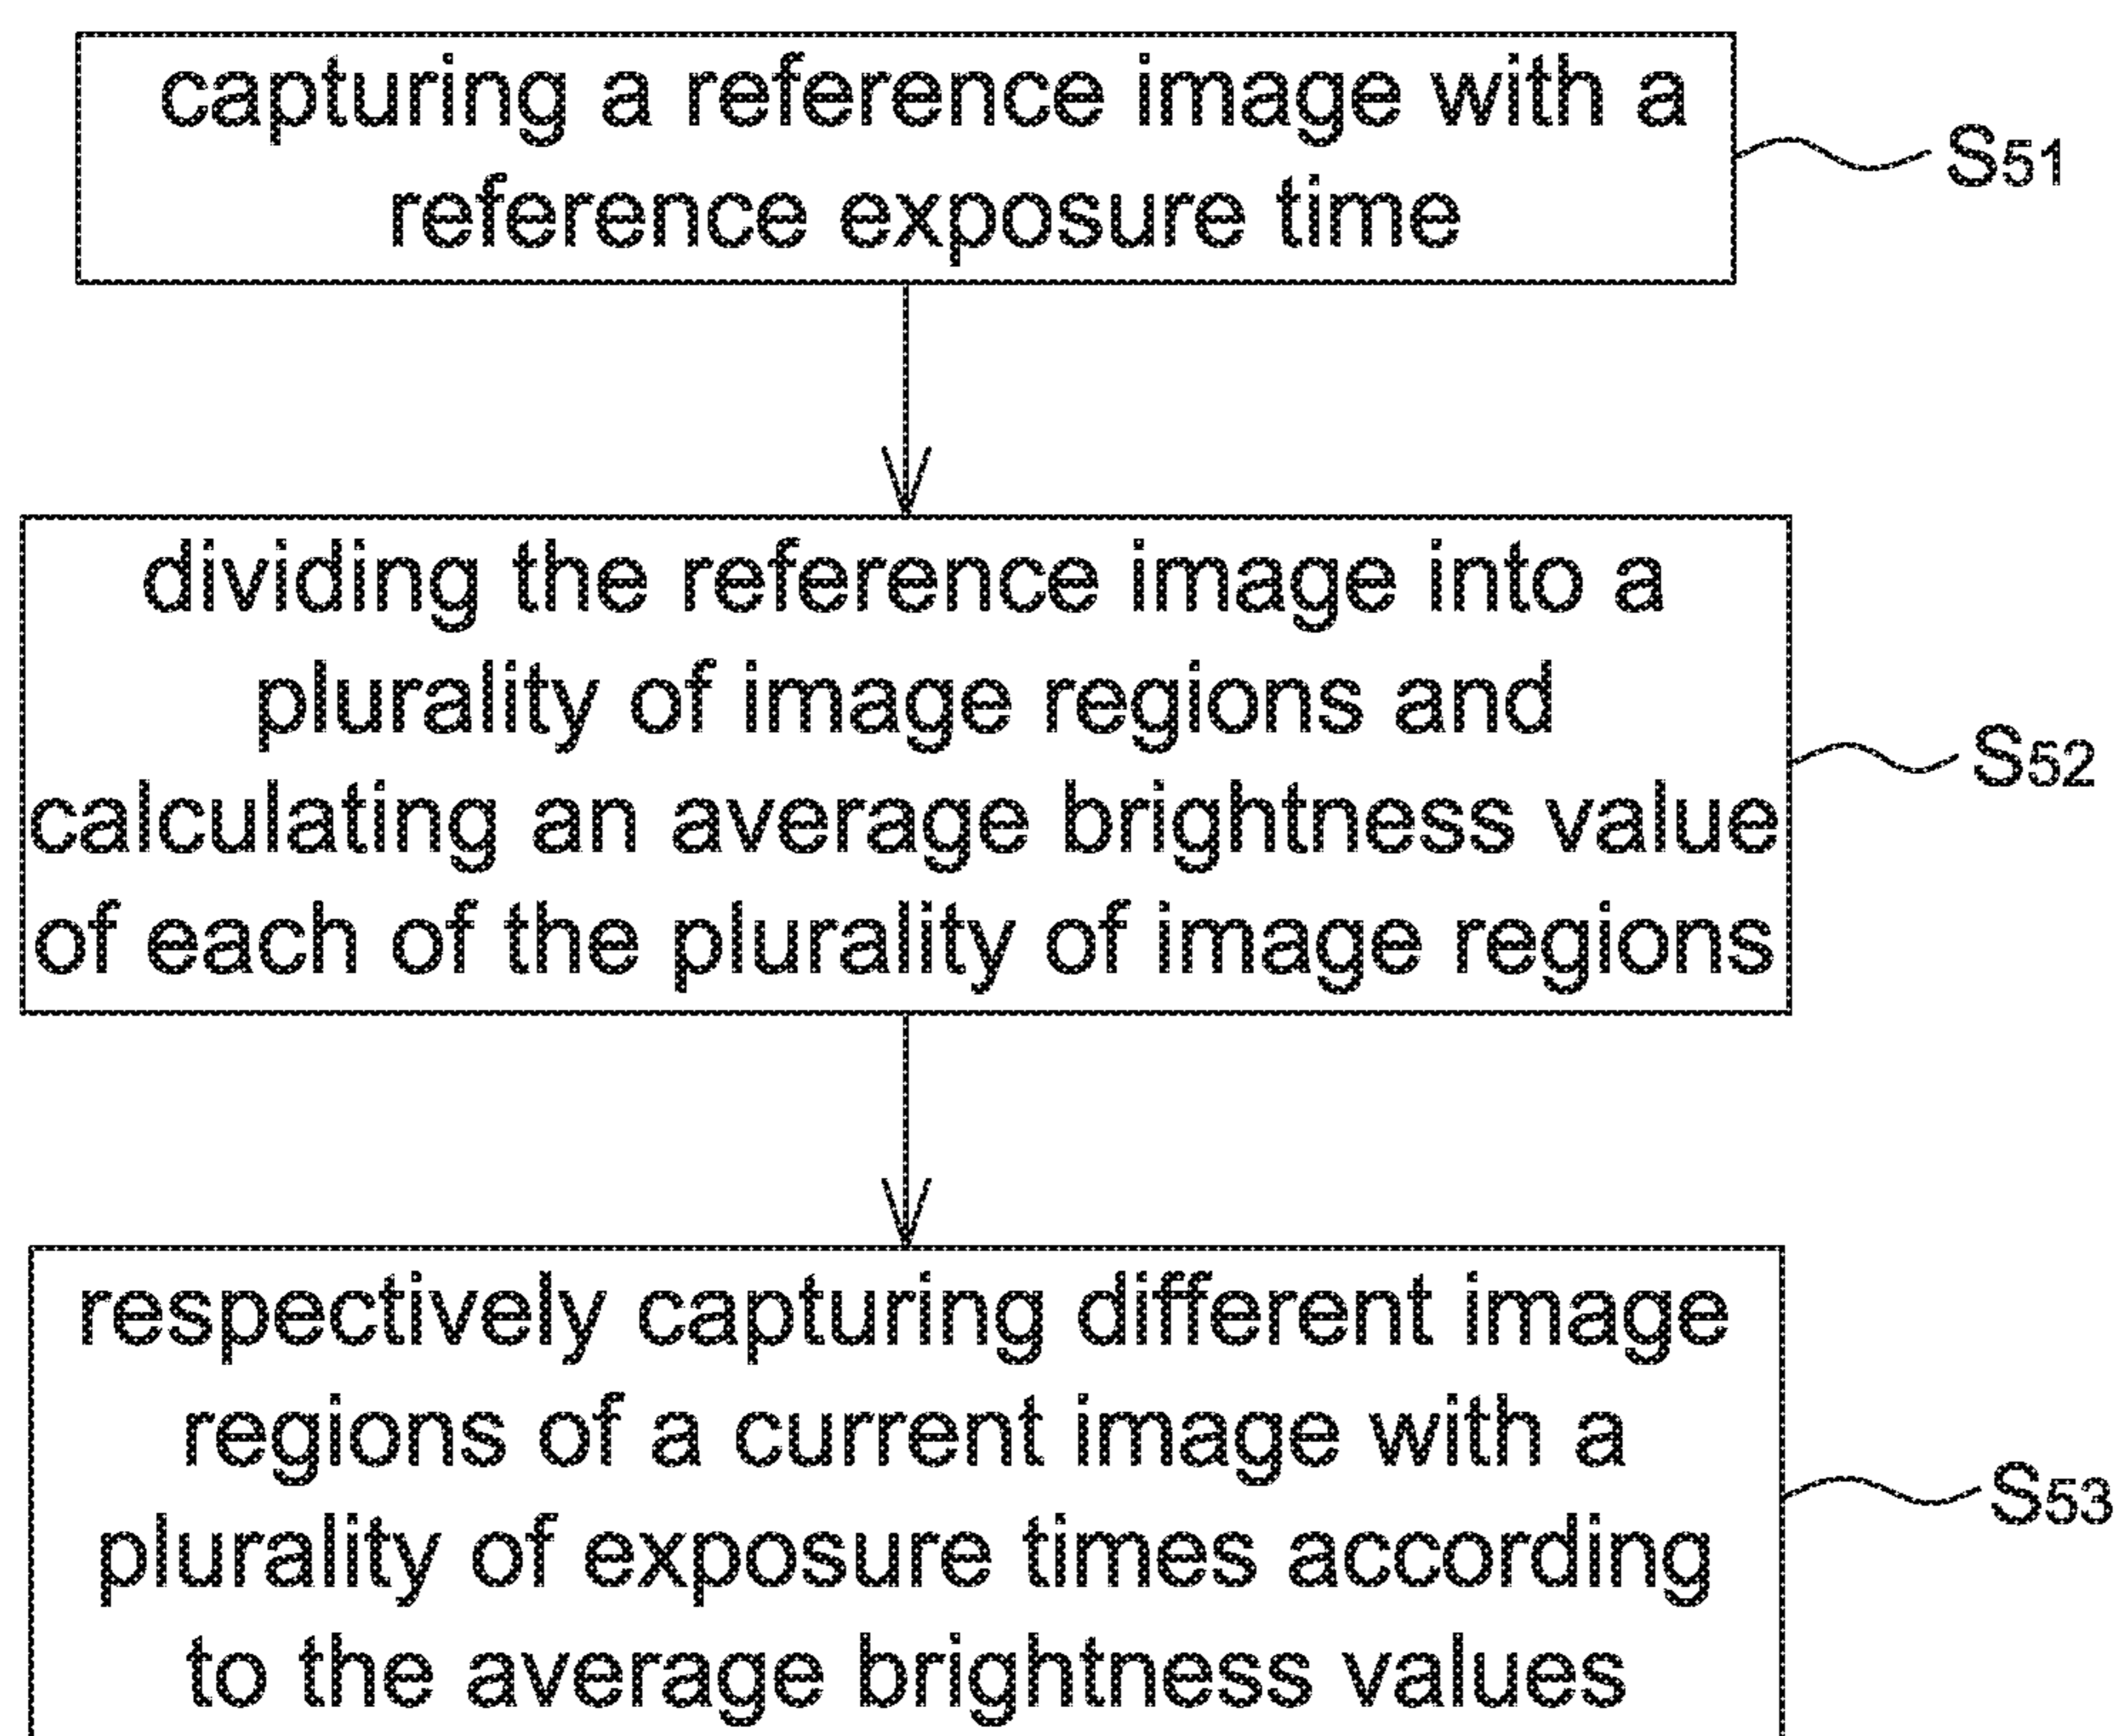 capturing a reference image with a
reference exposure time
S51
dividing the reference image into a
plurality of image regions and
calculating an average brightness value
of each of the plurality of image regions
S52
respectively capturing different image
regions of a current image with a
plurality of exposure times according
to the average brightness values
S53